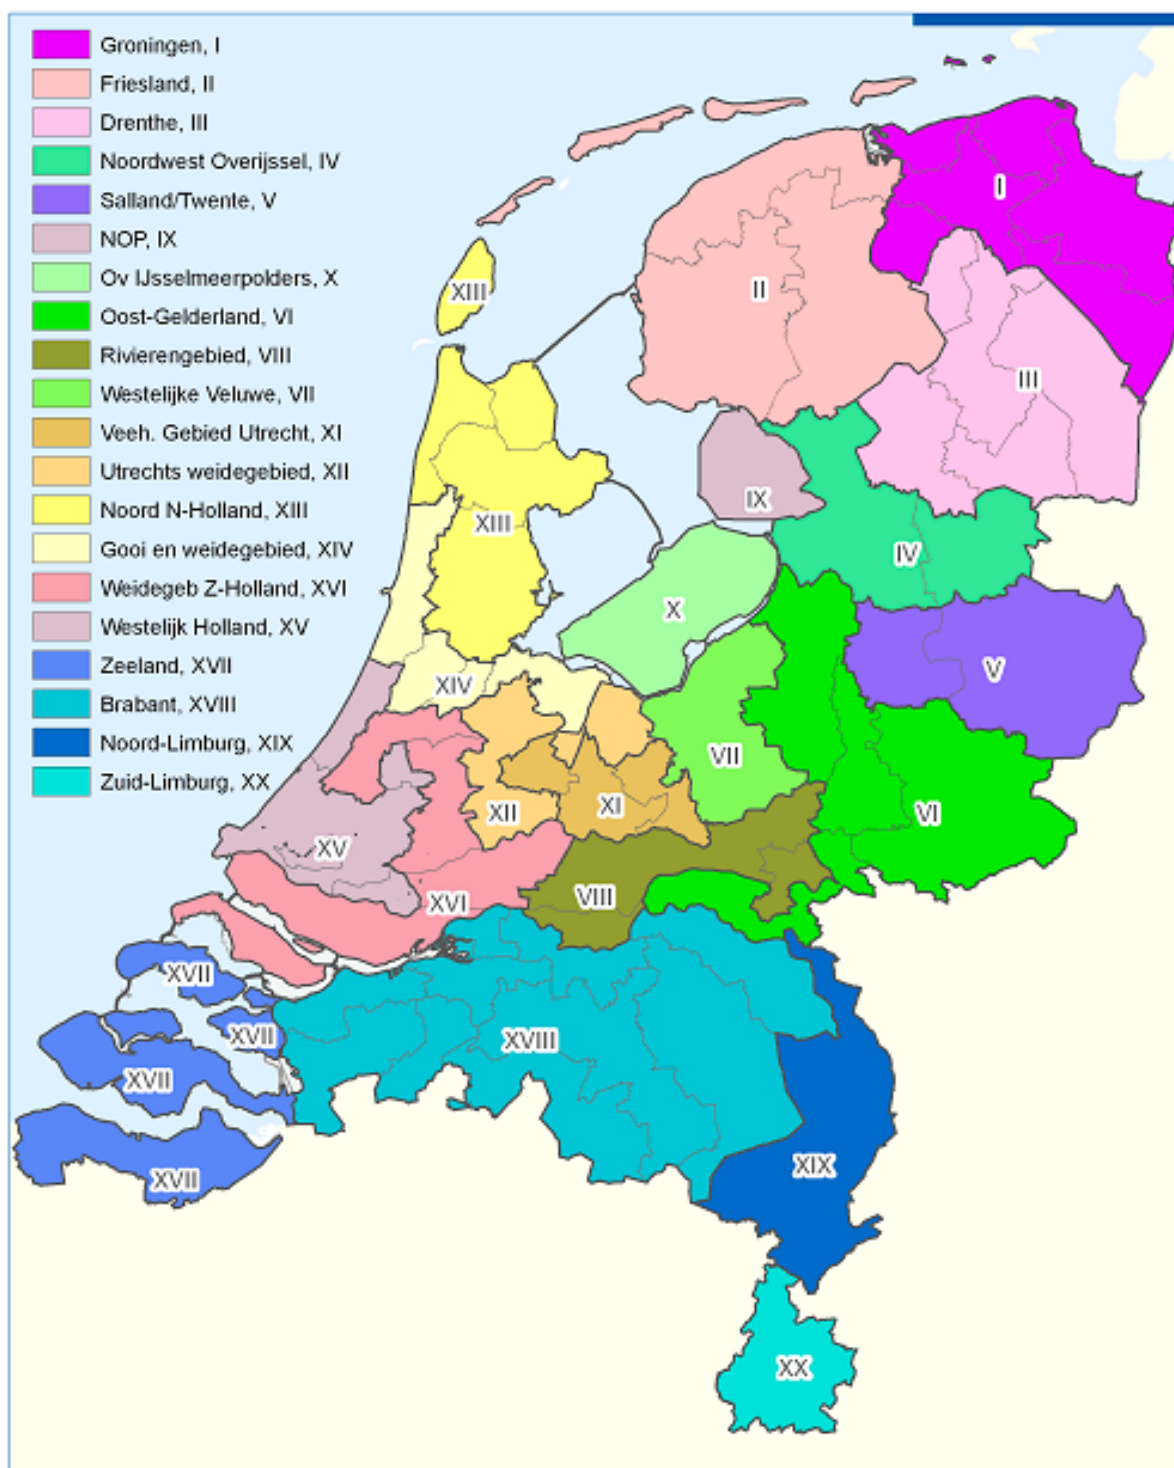 Groningen, I
Friesland, II
Drenthe, III
Noordwest Overijssel, IV
Salland/Twente, V
NOP, IX
Ov IJsselmeerpolders, X
Oost-Gelderland, VI
Rivierengebied, VIII
Westelijke Veluwe, VII
Veeh. Gebied Utrecht, XI
Utrechts weidegebied, XII
Noord N-Holland, XIII
Gooi en weidegebied, XIV
Weidegeb Z-Holland, XVI
Westelijk Holland, XV
Zeeland, XVII
Brabant, XVIII
Noord-Limburg, XIX
Zuid-Limburg, XX
I
II
XIII
III
IX
XIII
IV
X
V
XIV
VII
XII
XI
VI
XV
VIII
XVI
XVII
XVII
XVIII
XVII
XIX
XVII
XX